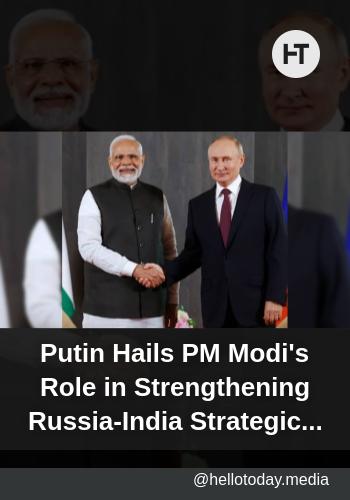 HT
Putin Hails PM Modi's
Role in Strengthening
Russia-India Strategic...
@hellotoday.media